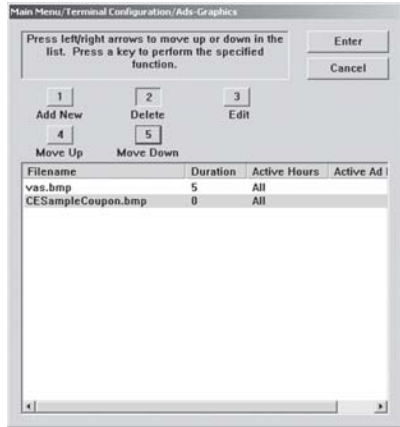 Main Menu/Terminal Configuration/Ads-Graphics
Press left/right arrows to move up or down in the
list. Press a key to perform the specified
function.
Enter
Cancel
1 2 3
Add New Delete Edit
4 5
Move Up Move Down
Filename Duration Active Hours Active Ad
vas.bmp 5 All
CESampleCoupon.bmp 0 All